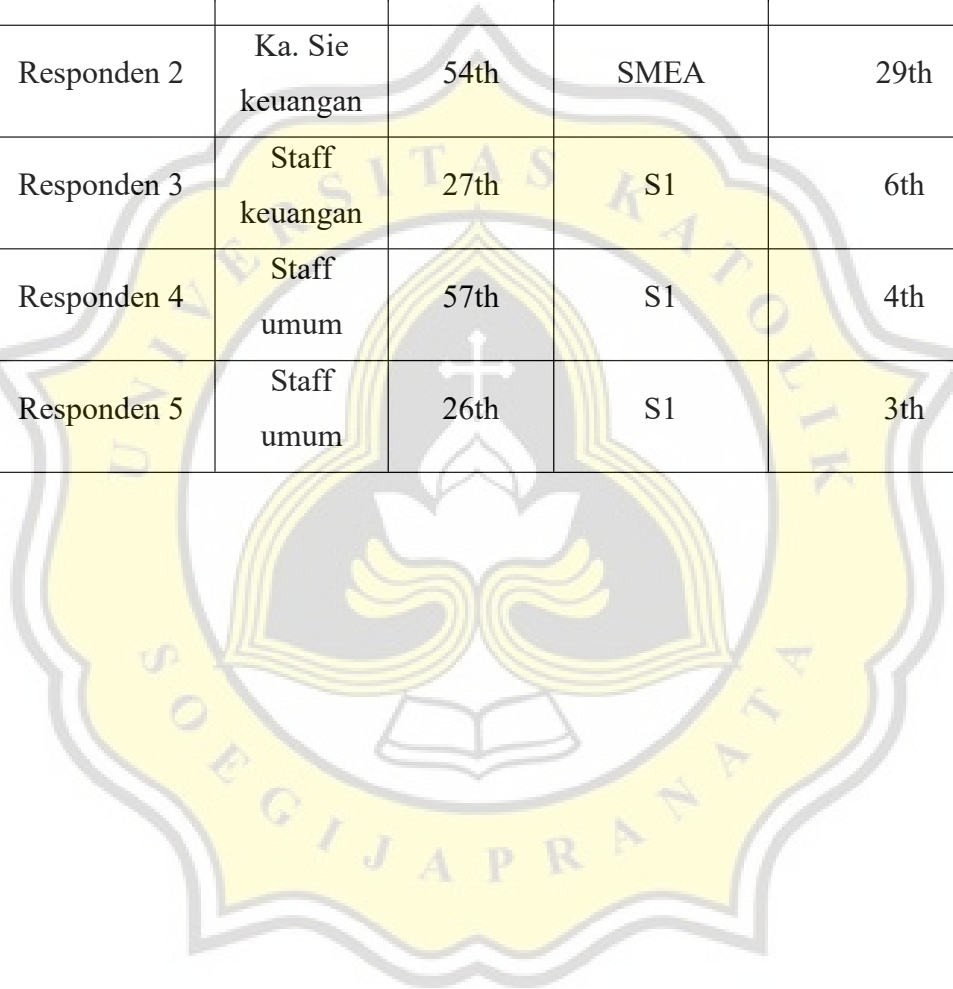 Responden 2 Ka. Sie keuangan 54th SMEA 29th
Responden 3 Staff keuangan 27th S1 6th
Responden 4 Staff umum 57th S1 4th
Responden 5 Staff umum 26th S1 3th
UNIVERSITAS KATOLIK
SOEGIJAPRANATA